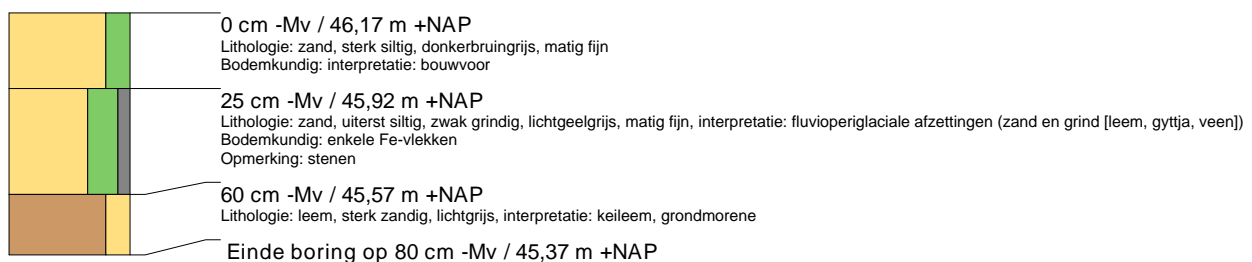 0 cm -Mv / 46,17 m +NAP
Lithologie: zand, sterk siltig, donkerbruingrijs, matig fijn
Bodemkundig: interpretatie: bouwvoor
25 cm -Mv / 45,92 m +NAP
Lithologie: zand, uiterst siltig, zwak grindig, lichtgeelgrijs, matig fijn, interpretatie: fluvioperiglaciale afzettingen (zand en grind [leem, gyttja, veen])
Bodemkundig: enkele Fe-vlekken
Opmerking: stenen
60 cm -Mv / 45,57 m +NAP
Lithologie: leem, sterk zandig, lichtgrijs, interpretatie: keileem, grondmorene
Einde boring op 80 cm -Mv / 45,37 m +NAP